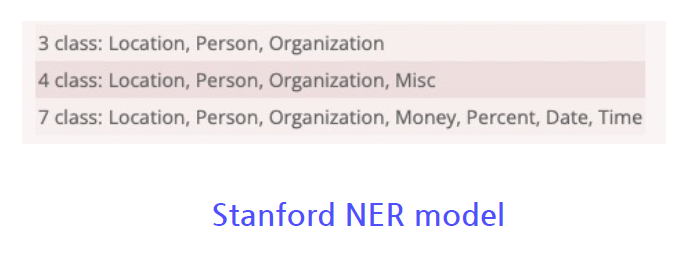 3 class: Location, Person, Organization
4 class: Location, Person, Organization, Misc
7 class: Location, Person, Organization, Money, Percent, Date, Time
Stanford NER model